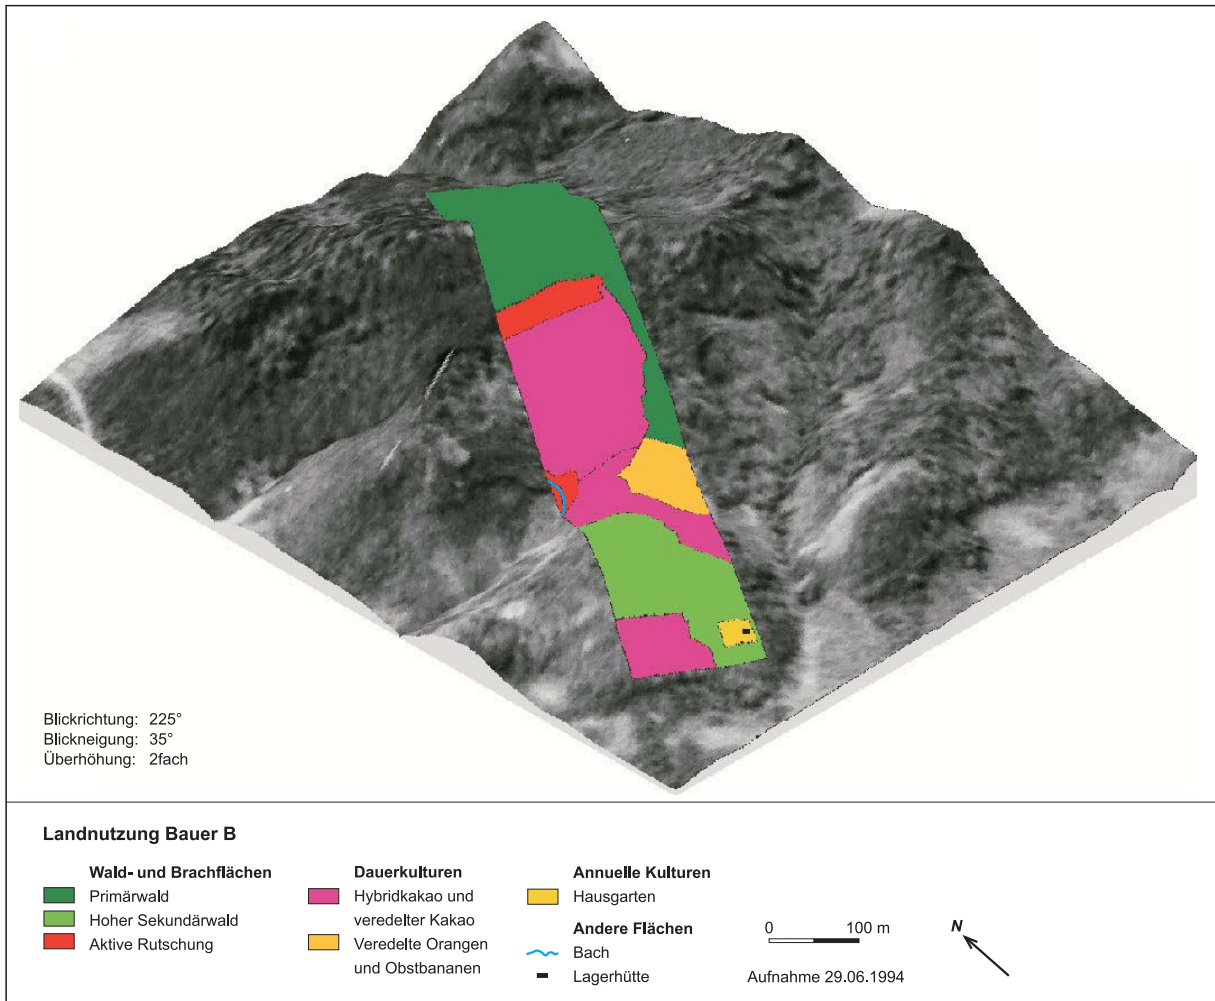 Blickrichtung: 225°
Blickneigung: 35°
Überhöhung: 2fach
Landnutzung Bauer B
Wald- und Brachflächen
Primärwald
Hoher Sekundärwald
Aktive Rutschung
Dauerkulturen
Hybridkakao und
veredelter Kakao
Veredelte Orangen
und Obstbananen
Annuelle Kulturen
Hausgarten
Andere Flächen
Bach
Lagerhütte
0 100 m
Aufnahme 29.06.1994
N